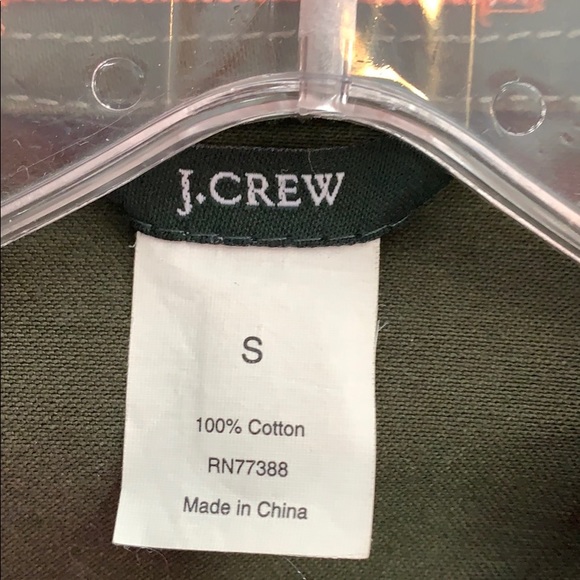 J.CREW
S
100% Cotton
RN77388
Made in China